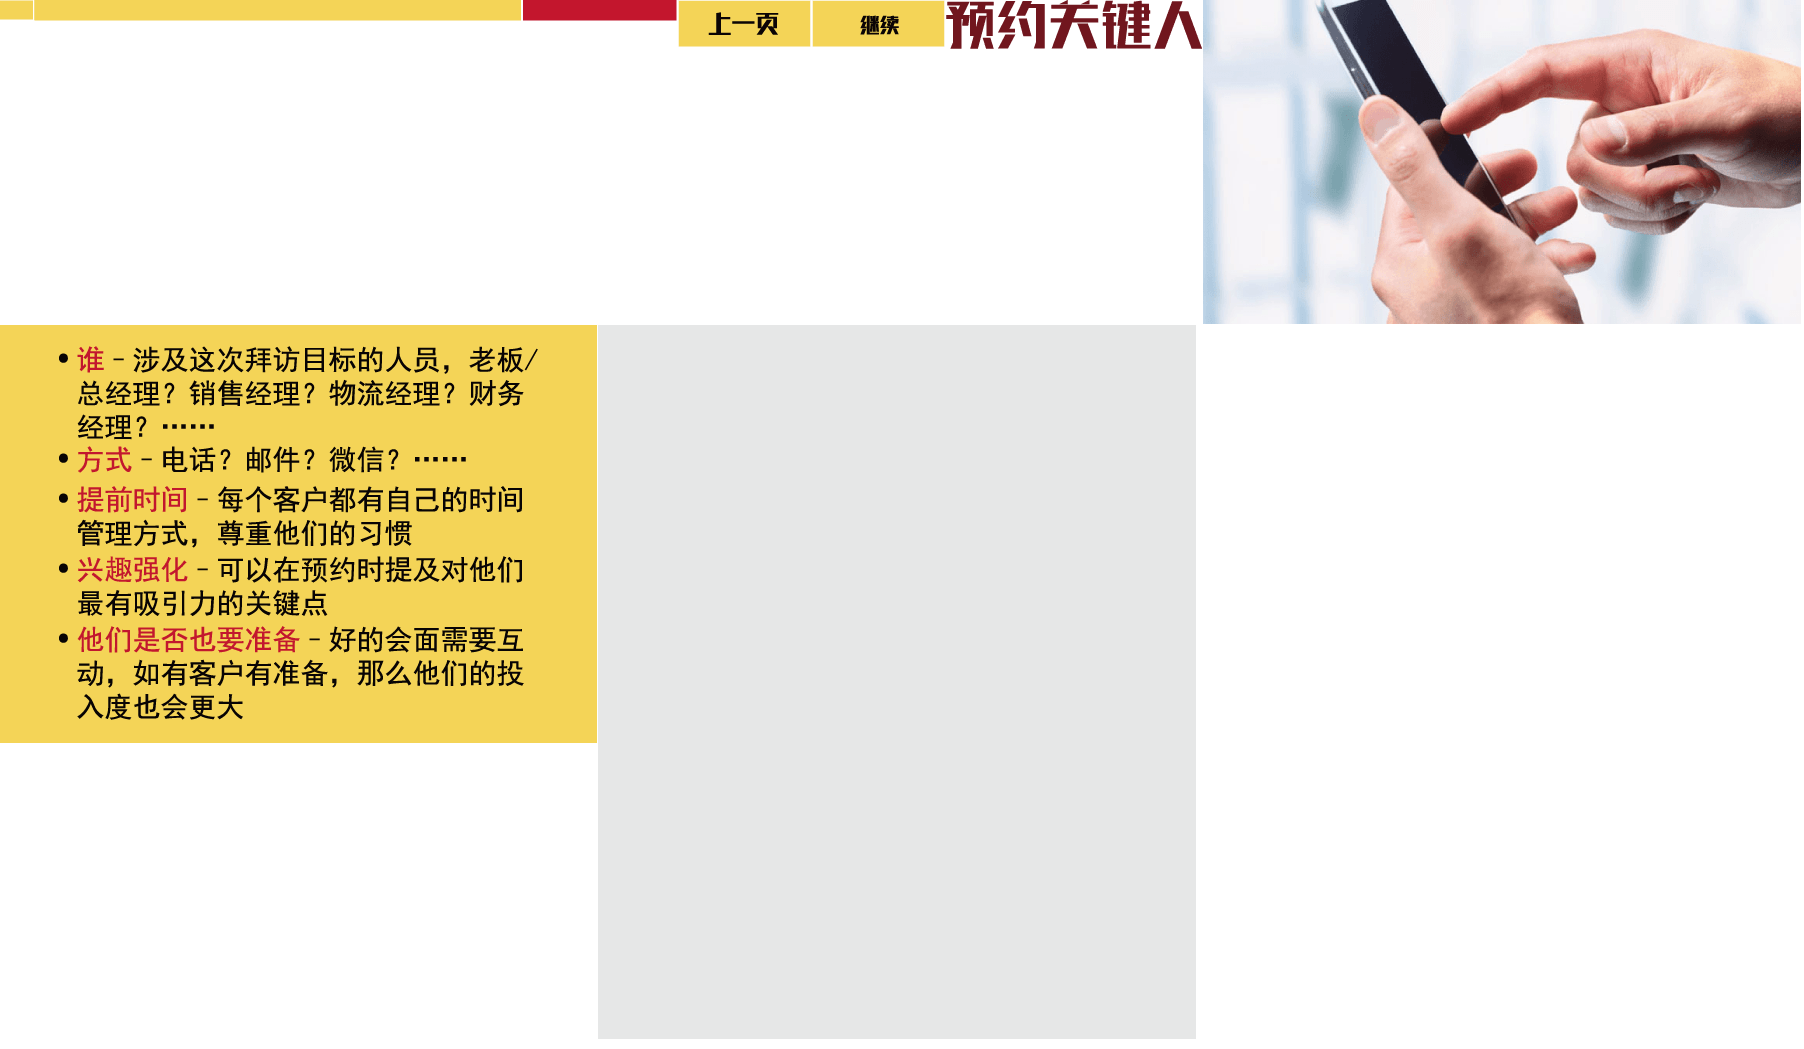 上一页
继续
预约关键人
• 谁 – 涉及这次拜访目标的人员，老板/
总经理？销售经理？物流经理？财务
经理？……
• 方式 – 电话？邮件？微信？……
• 提前时间 – 每个客户都有自己的时间
管理方式，尊重他们的习惯
• 兴趣强化 – 可以在预约时提及对他们
最有吸引力的关键点
• 他们是否也要准备 – 好的会面需要互
动，如有客户有准备，那么他们的投
入度也会更大